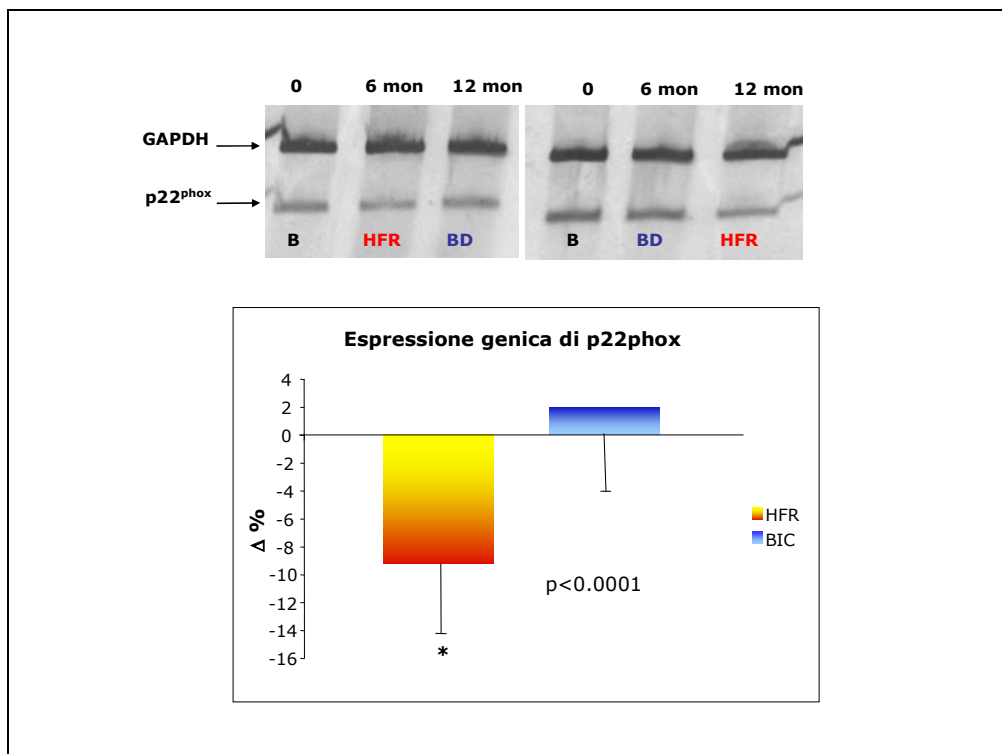 0 6 mon 12 mon 0 6 mon 12 mon
GAPDH
p22phox
B HFR BD B BD HFR
Espressione genica di p22phox
4
2
0
-2
-4
-6
-8
-10
-12
-14
-16
Δ %
HFR
BIC
p<0.0001
*